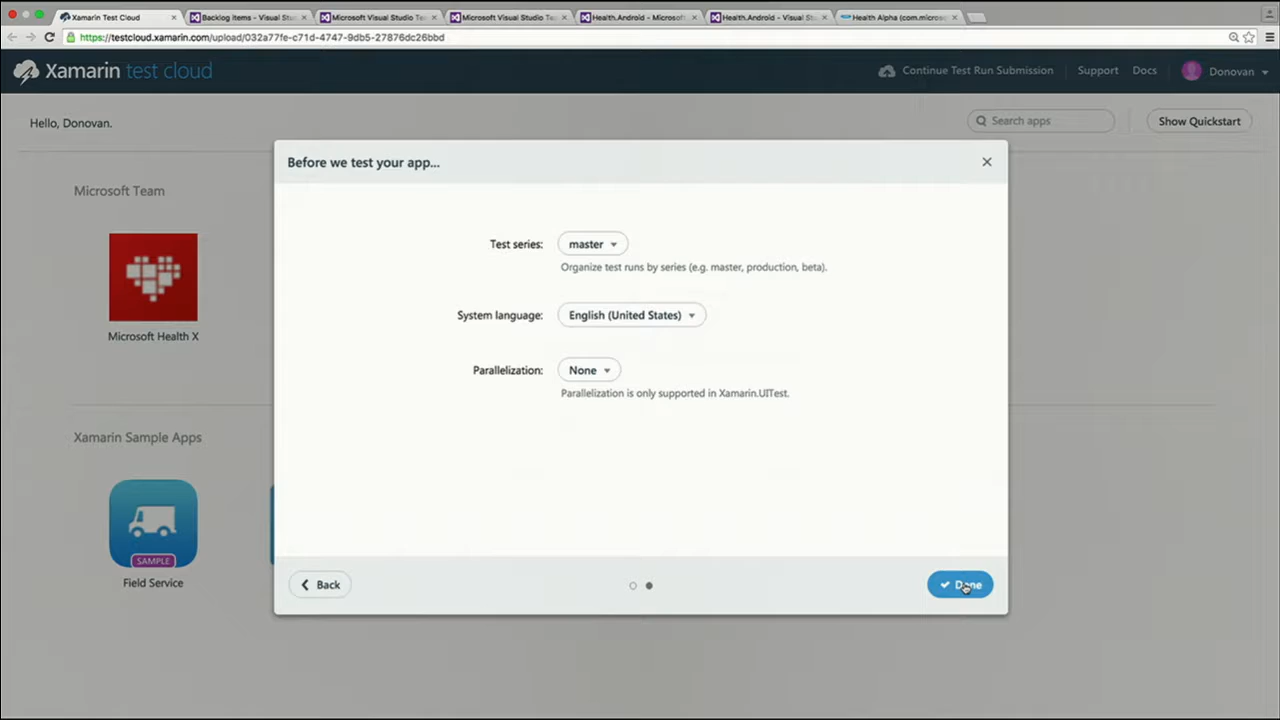 Xamarin Test Cloud
Backlog items - Visual Stu
Microsoft Visual Studio Te
Microsoft Visual Studio Te
Health.Android - Microsof
Health.Android - Visual St
Health Alpha (com.micros
https://testcloud.xamarin.com/upload/032a77fe-c71d-4747-9db5-27876dc26bbd
Xamarin test cloud
Continue Test Run Submission
Support
Docs
Donovan
Hello, Donovan.
Search apps
Show Quickstart
Before we test your app...
Microsoft Team
Test series:
master
Organize test runs by series (e.g. master, production, beta).
System language:
English (United States)
Microsoft Health X
Parallelization:
None
Parallelization is only supported in Xamarin.UITest.
Xamarin Sample Apps
SAMPLE
Field Service
Back
Done